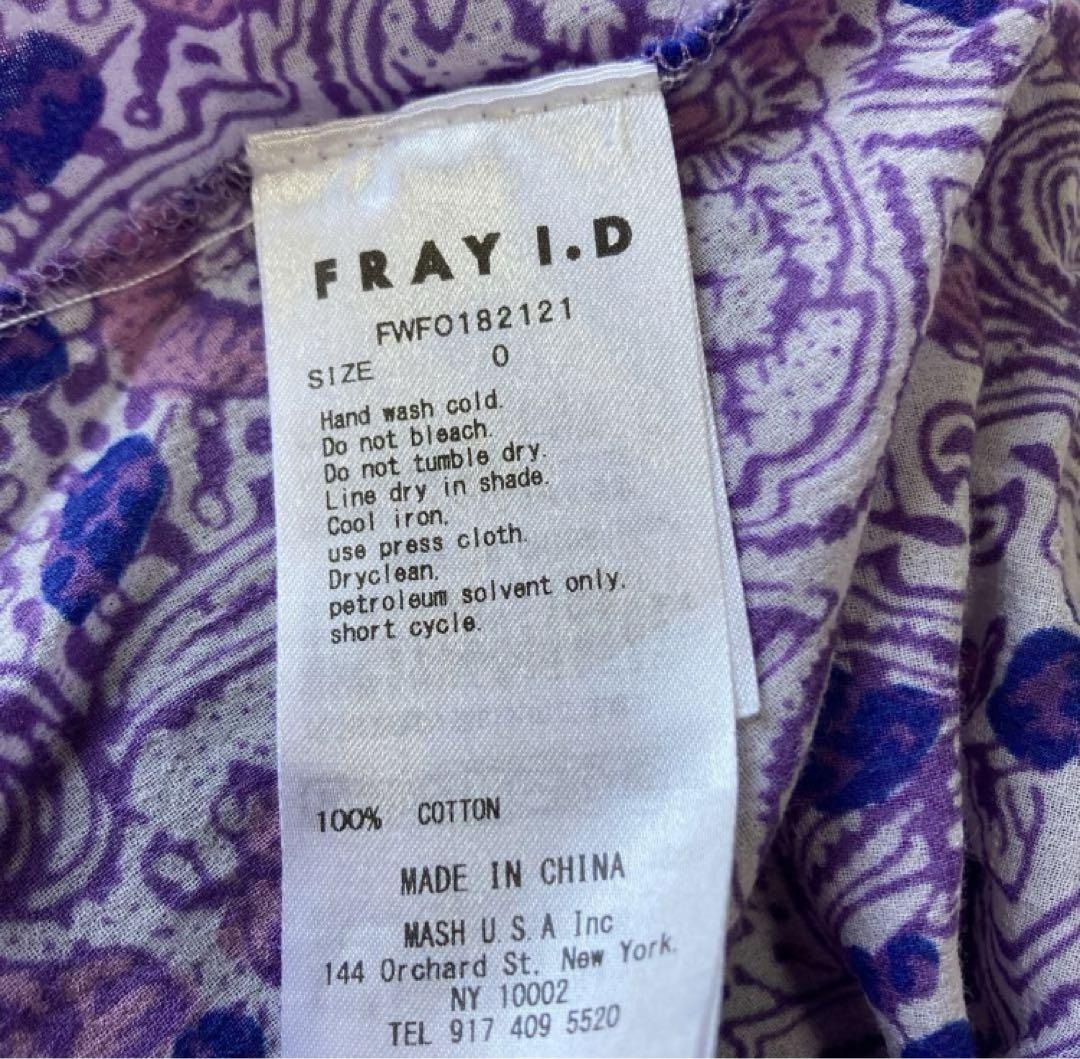 FRAY I.D
FWFO182121
SIZE 0
Hand wash cold.
Do not bleach.
Do not tumble dry.
Line dry in shade.
Cool iron.
use press cloth.
Dryclean.
petroleum solvent only.
short cycle.
100% COTTON
MADE IN CHINA
MASH U.S.A Inc
144 Orchard St. New York.
NY 10002
TEL 917 409 5520